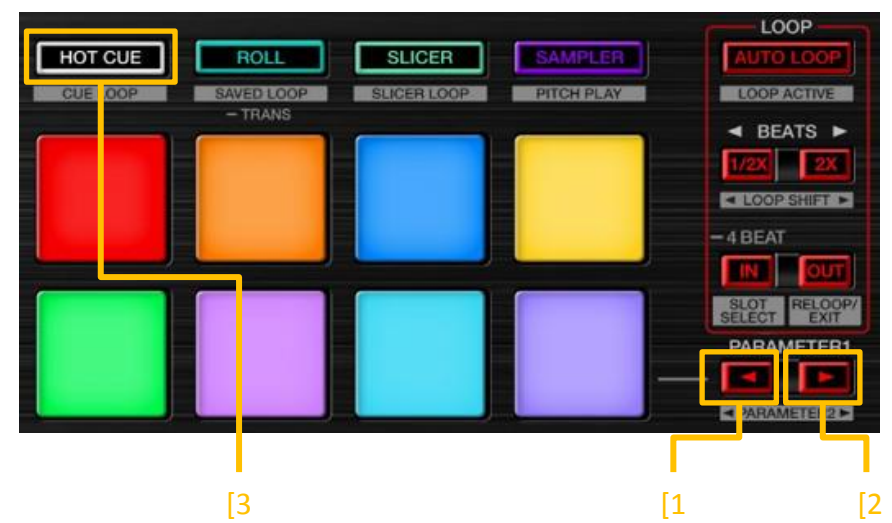 LOOP
HOT CUE ROLL SLICER SAMPLER AUTO LOOP
CUE LOOP SAVED LOOP SLICER LOOP PITCH PLAY LOOP ACTIVE
– TRANS
◄ BEATS ►
1/2X 2X
◄ LOOP SHIFT ►
– 4 BEAT
IN OUT
SLOT SELECT RELOOP/ EXIT
PARAMETER1
◄ ►
◄ PARAMETER2 ►
[3 [1 [2